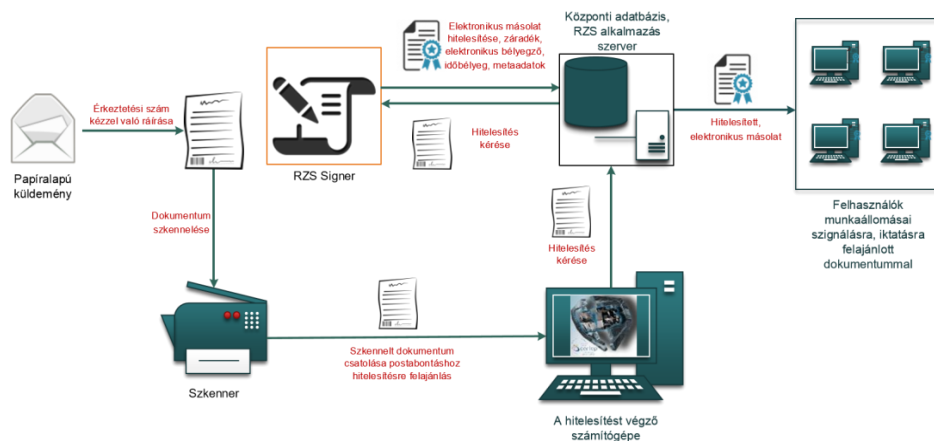 Papíralapú
küldemény
Érkeztetési szám
kézzel való ráírása
Dokumentum
szkennelése
Szkenner
Szkennelt dokumentum
csatolása postabontáshoz
hitelesítésre felajánlás
A hitelesítést végző
számítógépe
Hitelesítés
kérése
Központi adatbázis,
RZS alkalmazás
szerver
Hitelesítés
kérése
RZS Signer
Elektronikus másolat
hitelesítése, záradék,
elektronikus bélyegző,
időbélyeg, metaadatok
Hitelesített,
elektronikus másolat
Felhasználók
munkaállomásai
szignálásra, iktatásra
felajánlott
dokumentummal